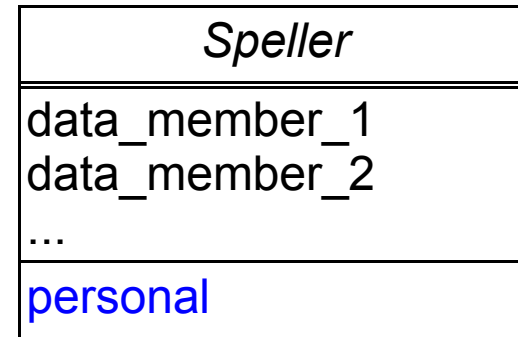 Speller
data_member_1
data_member_2
...
personal